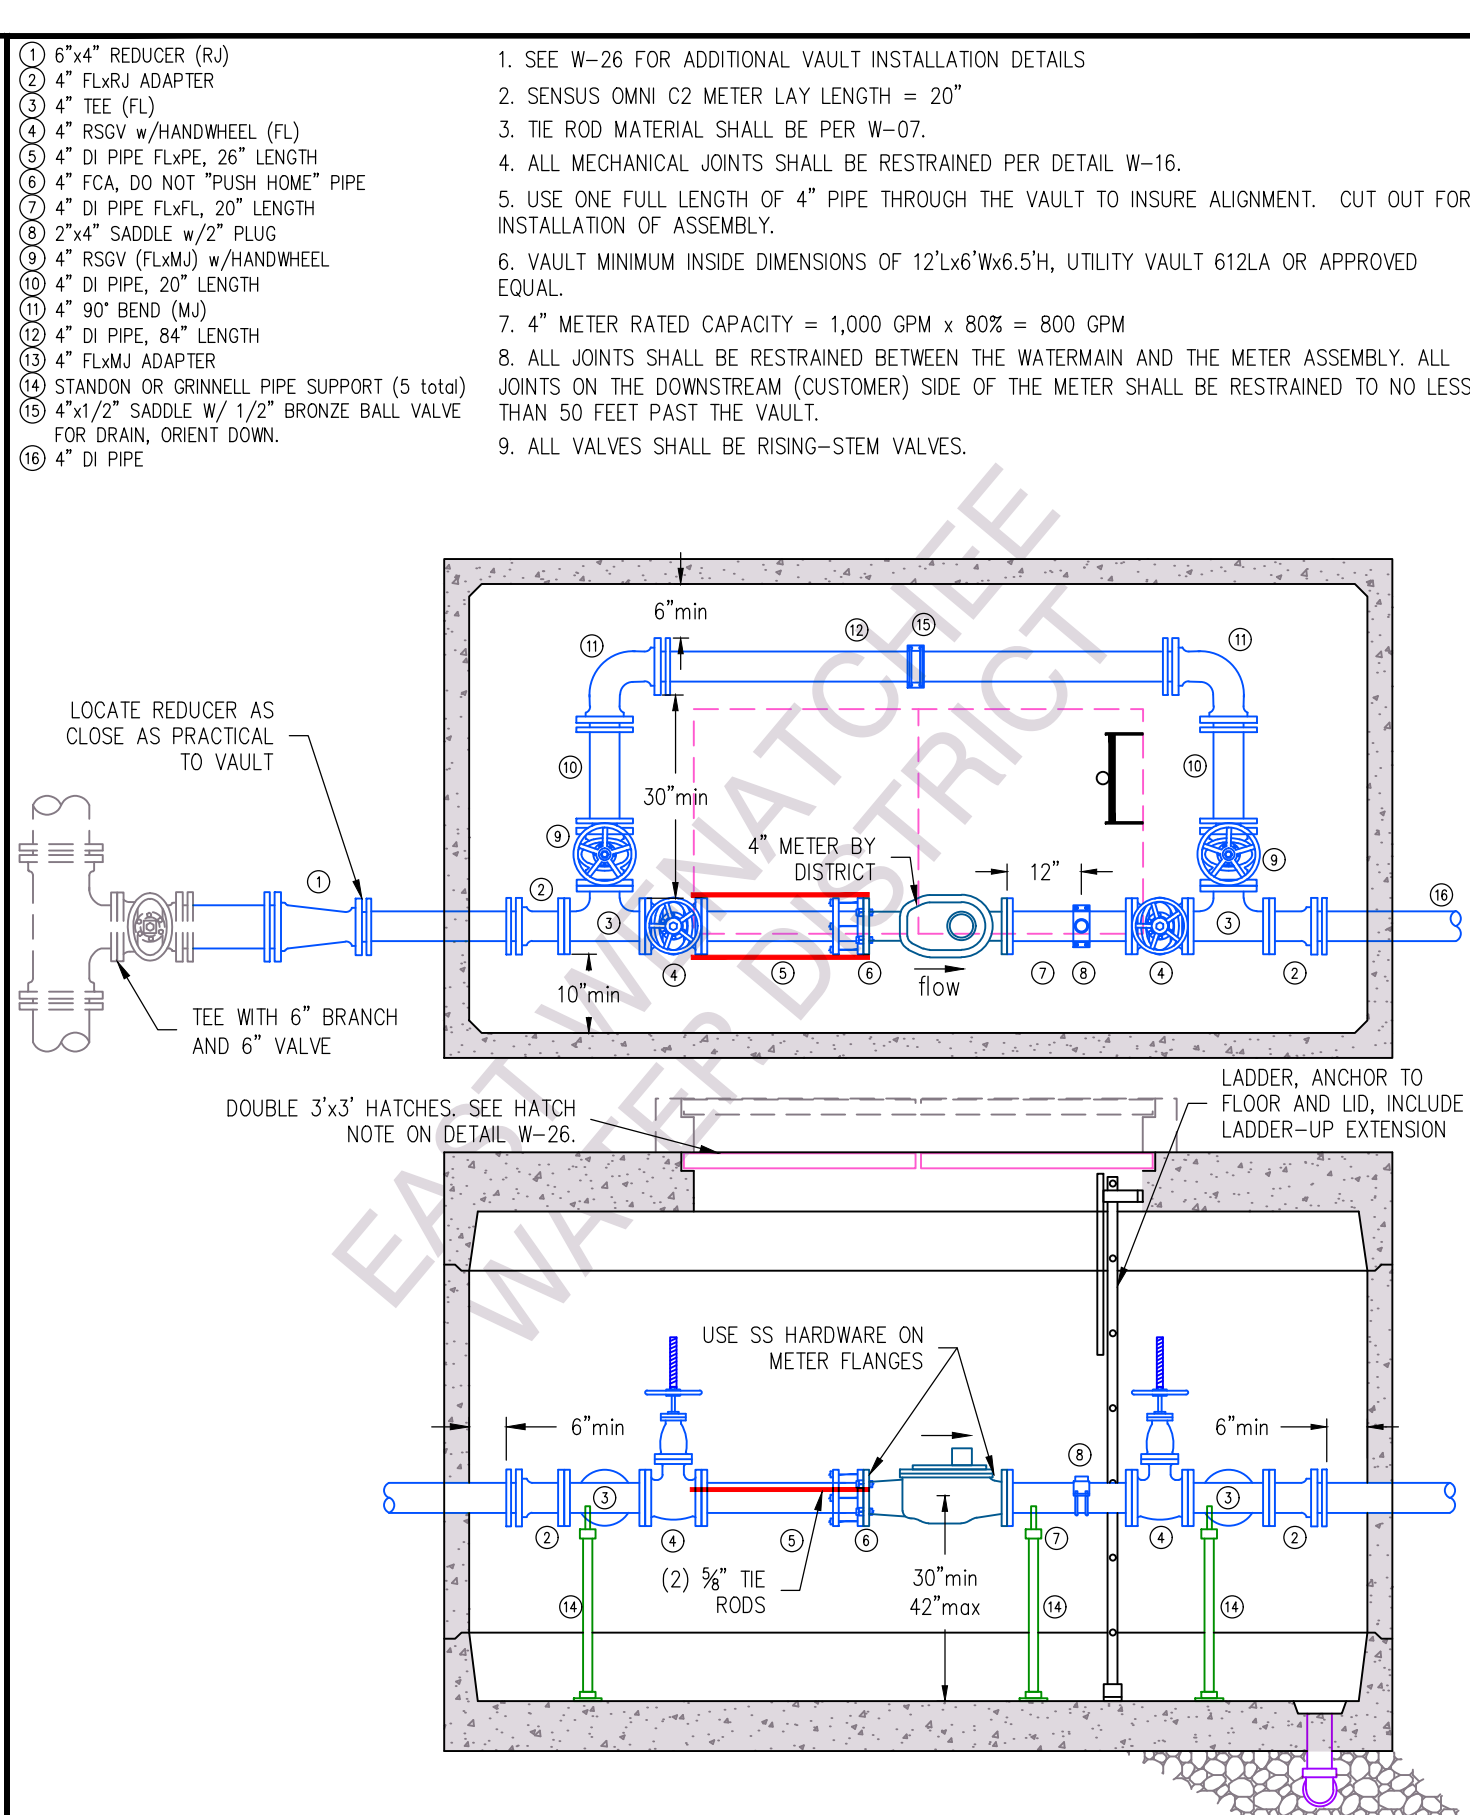 ① 6"x4" REDUCER (RJ)
② 4" FLxRJ ADAPTER
③ 4" TEE (FL)
④ 4" RSGV w/HANDWHEEL (FL)
⑤ 4" DI PIPE FLxPE, 26" LENGTH
⑥ 4" FCA, DO NOT "PUSH HOME" PIPE
⑦ 4" DI PIPE FLxFL, 20" LENGTH
⑧ 2"x4" SADDLE w/2" PLUG
⑨ 4" RSGV (FLxMJ) w/HANDWHEEL
⑩ 4" DI PIPE, 20" LENGTH
⑪ 4" 90° BEND (MJ)
⑫ 4" DI PIPE, 84" LENGTH
⑬ 4" FLxMJ ADAPTER
⑭ STANDON OR GRINNELL PIPE SUPPORT (5 total)
⑮ 4"x1/2" SADDLE W/ 1/2" BRONZE BALL VALVE
FOR DRAIN, ORIENT DOWN.
⑯ 4" DI PIPE
1. SEE W-26 FOR ADDITIONAL VAULT INSTALLATION DETAILS
2. SENSUS OMNI C2 METER LAY LENGTH = 20"
3. TIE ROD MATERIAL SHALL BE PER W-07.
4. ALL MECHANICAL JOINTS SHALL BE RESTRAINED PER DETAIL W-16.
5. USE ONE FULL LENGTH OF 4" PIPE THROUGH THE VAULT TO INSURE ALIGNMENT. CUT OUT FOR
INSTALLATION OF ASSEMBLY.
6. VAULT MINIMUM INSIDE DIMENSIONS OF 12'Lx6'Wx6.5'H, UTILITY VAULT 612LA OR APPROVED
EQUAL.
7. 4" METER RATED CAPACITY = 1,000 GPM x 80% = 800 GPM
8. ALL JOINTS SHALL BE RESTRAINED BETWEEN THE WATERMAIN AND THE METER ASSEMBLY. ALL
JOINTS ON THE DOWNSTREAM (CUSTOMER) SIDE OF THE METER SHALL BE RESTRAINED TO NO LESS
THAN 50 FEET PAST THE VAULT.
9. ALL VALVES SHALL BE RISING-STEM VALVES.
EAST WENATCHEE
WATER DISTRICT
6"min
⑪ ⑫ ⑮ ⑪
LOCATE REDUCER AS
CLOSE AS PRACTICAL
TO VAULT
⑩ ⑩
30"min
⑨ ⑨
4" METER BY
DISTRICT
12"
① ② ③ ③ ⑯
④ ⑤ ⑥ ⑦ ⑧ ④ ②
flow
10"min
TEE WITH 6" BRANCH
AND 6" VALVE
DOUBLE 3'x3' HATCHES. SEE HATCH
NOTE ON DETAIL W-26.
LADDER, ANCHOR TO
FLOOR AND LID, INCLUDE
LADDER-UP EXTENSION
USE SS HARDWARE ON
METER FLANGES
6"min
6"min
⑧
③ ③
② ④ ⑤ ⑥ ⑦ ④ ②
(2) ⅝" TIE
RODS
30"min
42"max
⑭ ⑭ ⑭